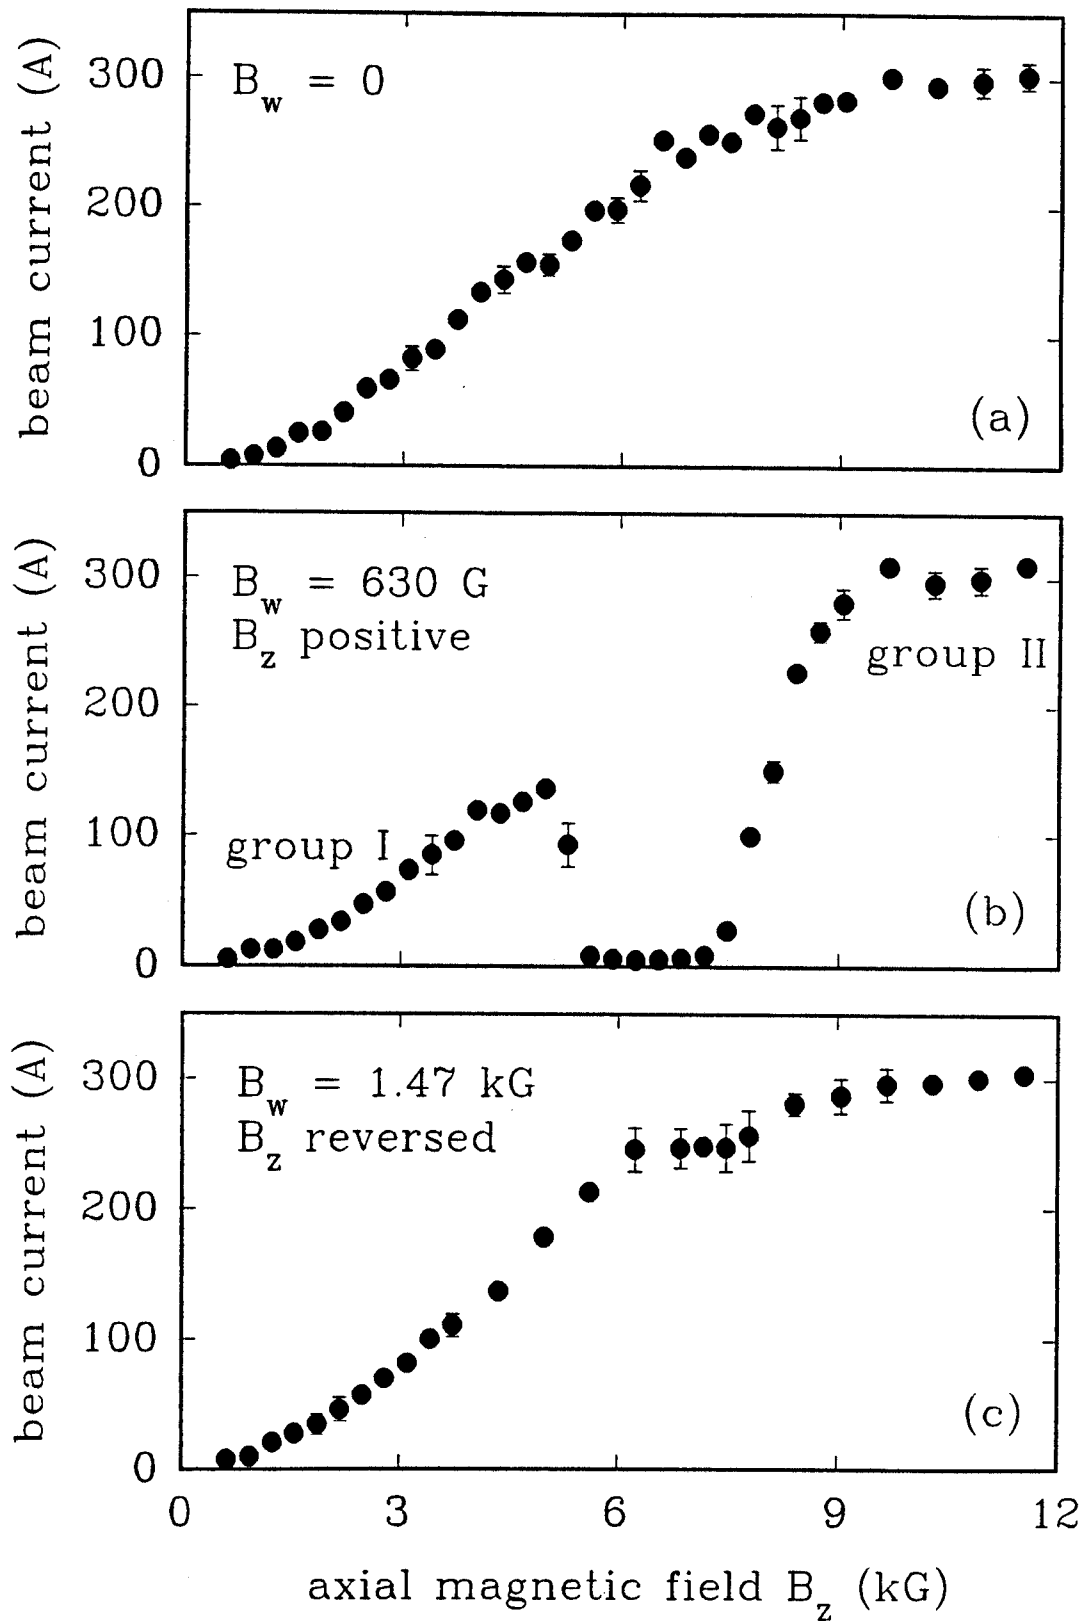 beam current (A)
300
200
100
0
B_w = 0
(a)
beam current (A)
300
200
100
0
B_w = 630 G
B_z positive
group I
group II
(b)
beam current (A)
300
200
100
0
B_w = 1.47 kG
B_z reversed
(c)
0 3 6 9 12
axial magnetic field B_z (kG)